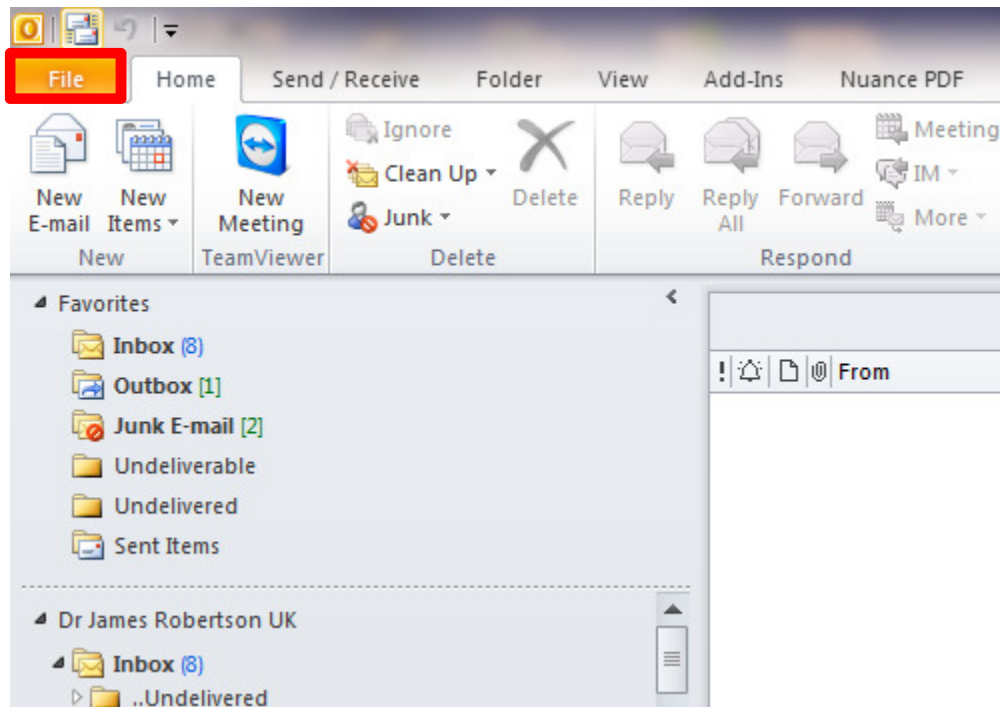 File Home Send / Receive Folder View Add-Ins Nuance PDF
Ignore Meeting
Clean Up IM
New New New Delete Reply Reply Forward
E-mail Items Meeting Junk All More
New TeamViewer Delete Respond
Favorites
Inbox (8)
! From
Outbox [1]
Junk E-mail [2]
Undeliverable
Undelivered
Sent Items
Dr James Robertson UK
Inbox (8)
..Undelivered